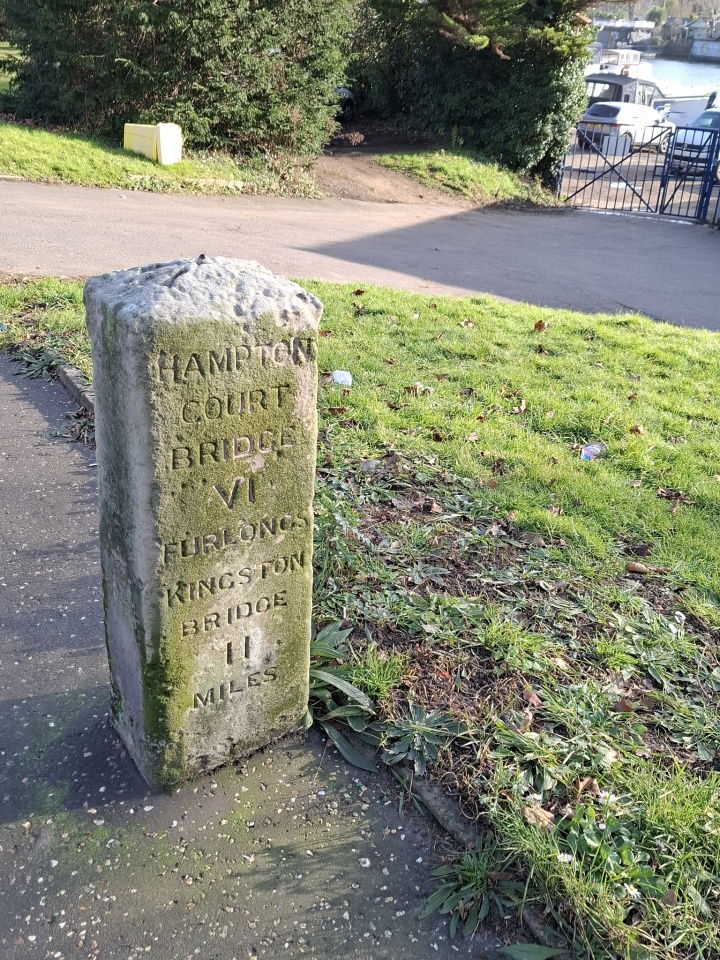 HAMPTON
COURT
BRIDGE
VI
FURLONGS
KINGSTON
BRIDGE
II
MILES